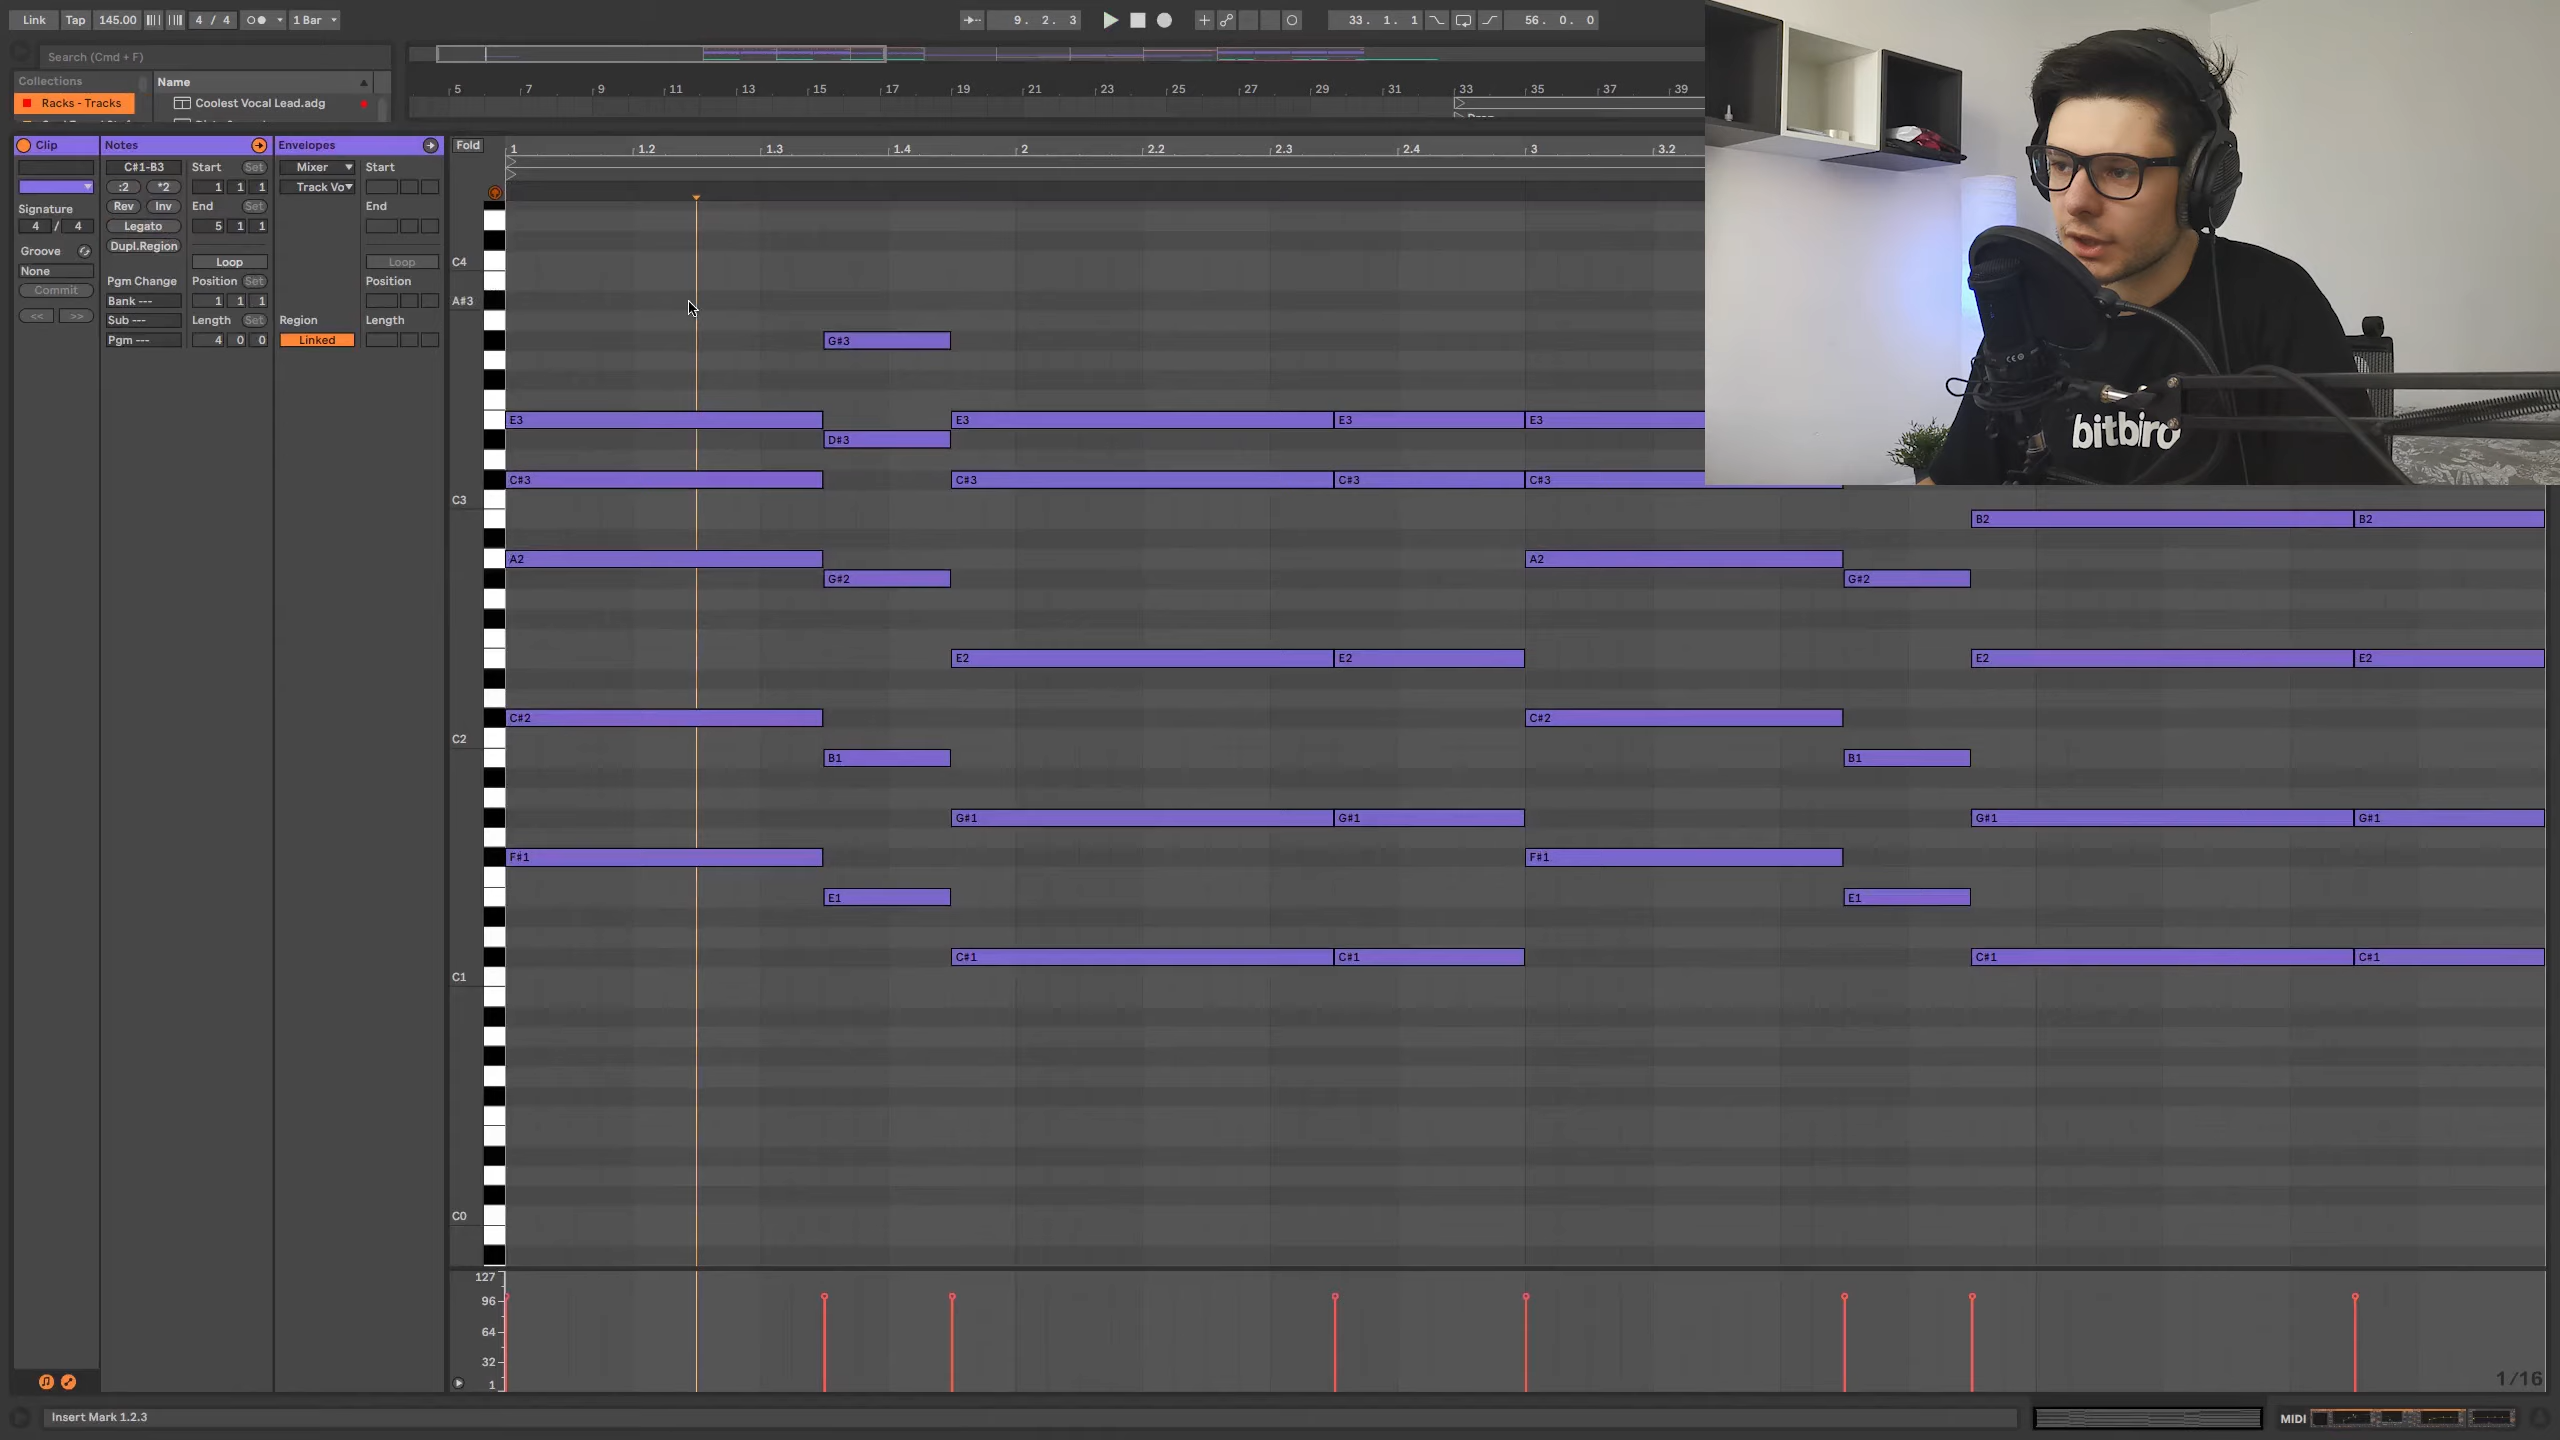 Link Tap 145.00 4 / 4 1 Bar 9. 2. 3 33. 1. 1 56. 0. 0
Search (Cmd + F)
Collections Name
Racks - Tracks Coolest Vocal Lead.adg
5 7 9 11 13 15 17 19 21 23 25 27 29 31 33 35 37 39
Clip Notes Envelopes Fold 1 1.2 1.3 1.4 2 2.2 2.3 2.4 3 3.2
C#1-B3 Start Set Mixer Start
:2 *2 1 1 1 Track Vo
Signature Rev Inv End Set End
4 / 4 Legato 5 1 1
Groove Dupl.Region
None Loop Loop
Commit Pgm Change Position Set Position
<< >> Bank --- 1 1 1
Sub --- Length Set Region Length
Pgm --- 4 0 0 Linked
C4
A#3
G#3
E3 E3 E3 E3
D#3
C#3 C#3 C#3 C#3
C3
B2 B2
A2 A2
G#2 G#2
E2 E2 E2 E2
C#2 C#2
C2
B1 B1
G#1 G#1 G#1 G#1
F#1 F#1
E1 E1
C#1 C#1 C#1 C#1
C1
C0
127
96
64
32
1
1/16
Insert Mark 1.2.3 MIDI
bitbird